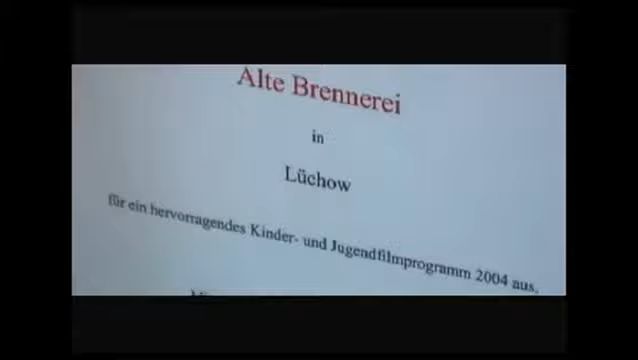 Alte Brennerei
in
Lüchow
für ein hervorragendes Kinder- und Jugendfilmprogramm 2004 aus.